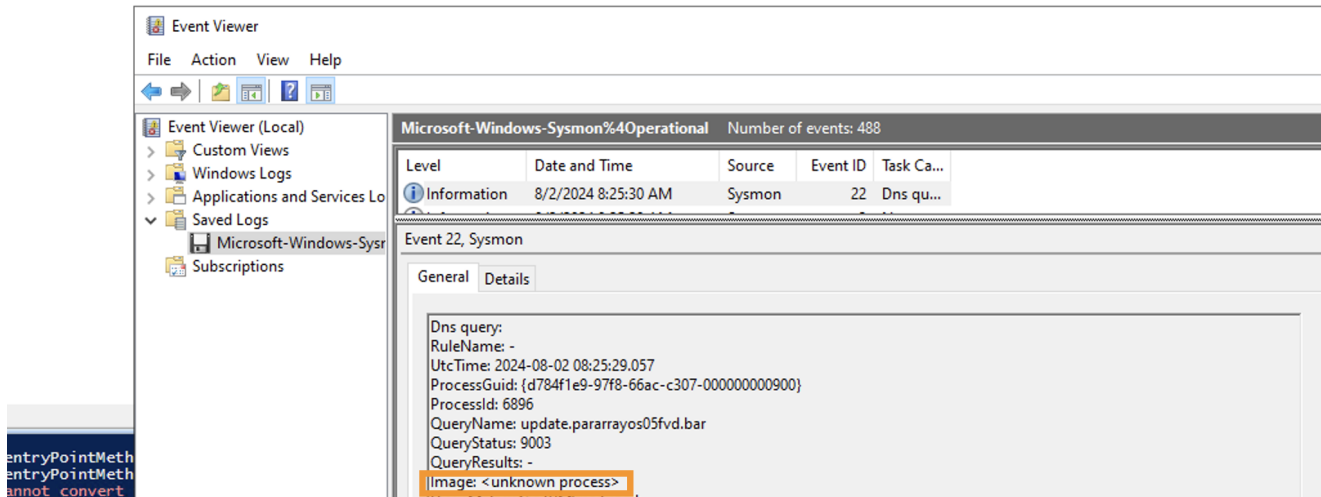 Event Viewer
File Action View Help
Event Viewer (Local)
Custom Views
Windows Logs
Applications and Services Lo
Saved Logs
Microsoft-Windows-Sysr
Subscriptions
Microsoft-Windows-Sysmon%4Operational Number of events: 488
Level Date and Time Source Event ID Task Ca...
Information 8/2/2024 8:25:30 AM Sysmon 22 Dns qu...
Event 22, Sysmon
General Details
Dns query:
RuleName: -
UtcTime: 2024-08-02 08:25:29.057
ProcessGuid: {d784f1e9-97f8-66ac-c307-000000000900}
ProcessId: 6896
QueryName: update.pararrayos05fvd.bar
QueryStatus: 9003
QueryResults: -
Image: <unknown process>
entryPointMeth
entryPointMeth
annot convert